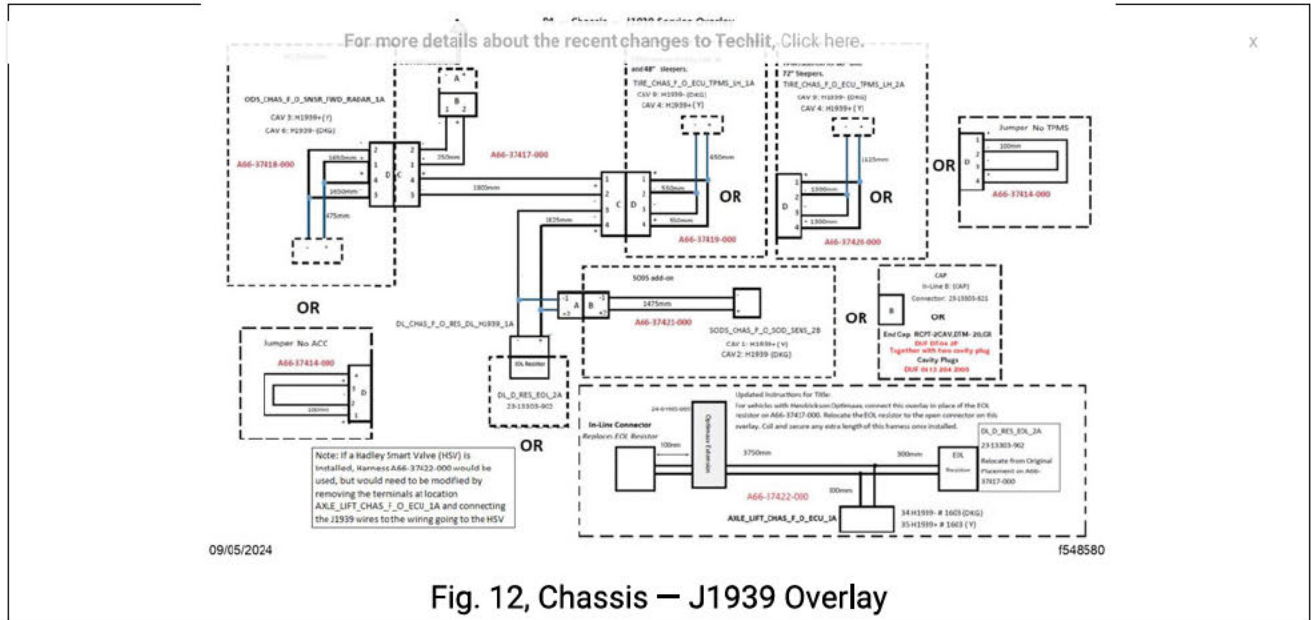 For more details about the recent changes to Techlit, Click here.
X
ODS_CHAS_F_D_SNSR_FWD_RADAR_1A
CAV 3: H1939+(Y)
CAV 6: H1939-(DKG)
A66-37418-000
1650mm
1650mm
475mm
D
C
A
B
1 2
250mm
A66-37417-000
1800mm
1825mm
and 48" Sleepers.
TIRE_CHAS_F_O_ECU_TPMS_LH_1A
CAV 9: H1939- (DKG)
CAV 4: H1939+ (Y)
650mm
550mm
C
D
OR
A66-37419-000
72" Sleepers.
TIRE_CHAS_F_O_ECU_TPMS_LH_2A
CAV 9: H1939- (DKG)
CAV 4: H1939+ (Y)
1300mm
1300mm
D
OR
A66-37420-000
OR
Jumper No TPMS
100mm
D
A66-37414-000
OR
Jumper No ACC
A66-37414-000
100mm
D
DL_CHAS_F_O_RES_DL_H1939_1A
EOL Resistor
DL_D_RES_EOL_2A
23-13303-902
OR
SODS add-on
A
B
1475mm
A66-37421-000
SODS_CHAS_F_O_SOD_SENS_2B
CAV 1: H1939+ (Y)
CAV 2: H1939 (DKG)
OR
CAP
In-Line B: (CAP)
Connector: 23-13303-821
B
OR
End Cap, RCPT-2CAV,DTM-
Together with two cavity plug
Cavity Plugs
Note: If a Hadley Smart Valve (HSV) is
Installed, Harness A66-37422-000 would be
used, but would need to be modified by
removing the terminals at location
AXLE_LIFT_CHAS_F_O_ECU_1A and connecting
the J1939 wires to the wiring going to the HSV
Updated Instructions for Title:
For vehicles with Hendrickson Optimaax, connect this overlay in place of the EOL
resistor on A66-37417-000. Relocate the EOL resistor to the open connector on this
overlay. Coil and secure any extra length of this harness once installed.
In-Line Connector
Replaces EOL Resistor
100mm
Optimaax Extension
3750mm
300mm
EOL
Resistor
DL_D_RES_EOL_2A
23-13303-902
Relocate from Original
Placement on A66-
37417-000
A66-37422-000
300mm
AXLE_LIFT_CHAS_F_D_ECU_1A
34 H1939- # 1603 (DKG)
35 H1939+ # 1603 (Y)
09/05/2024
f548580
Fig. 12, Chassis — J1939 Overlay